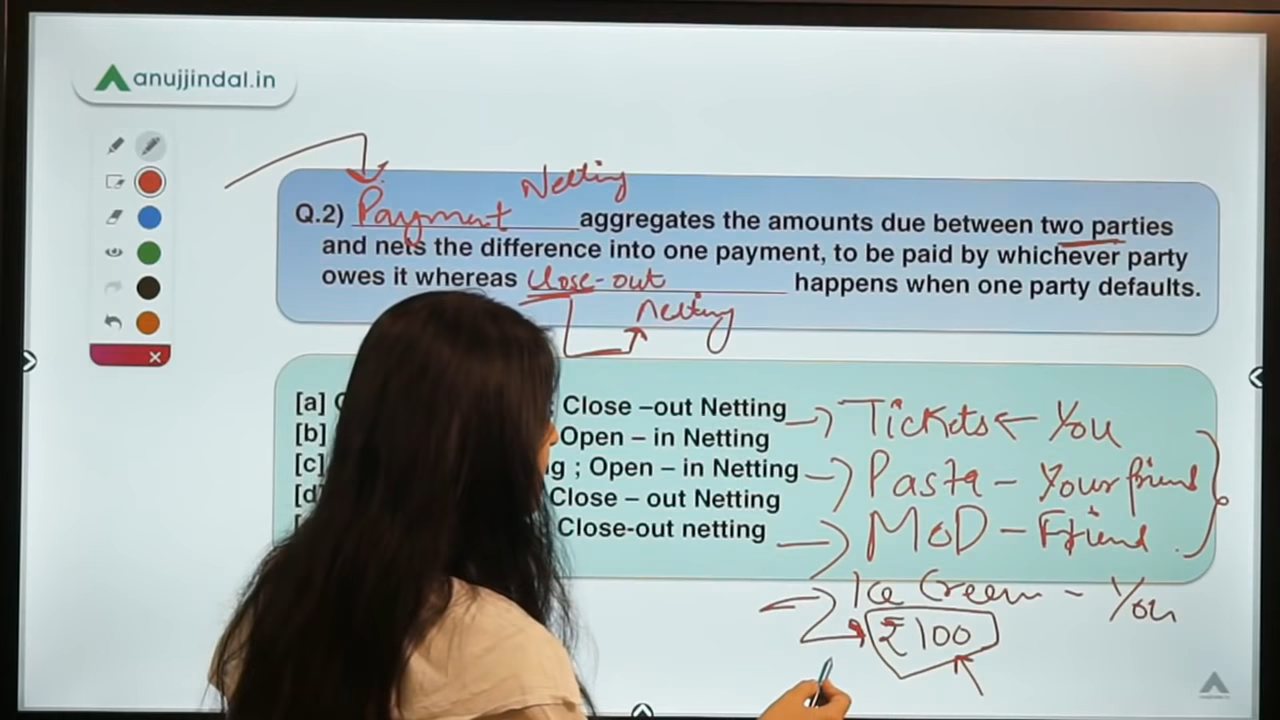 anujjindal.in
Netting
Q.2) Payment aggregates the amounts due between two parties
and nets the difference into one payment, to be paid by whichever party
owes it whereas close-out happens when one party defaults.
Netting
[a] ; Close –out Netting → Tickets ← You
[b] Open – in Netting
[c] ; Open – in Netting → Pasta – Your friend
[d Close – out Netting
Close-out netting → MOD – Friend
Ice Cream – You
₹100